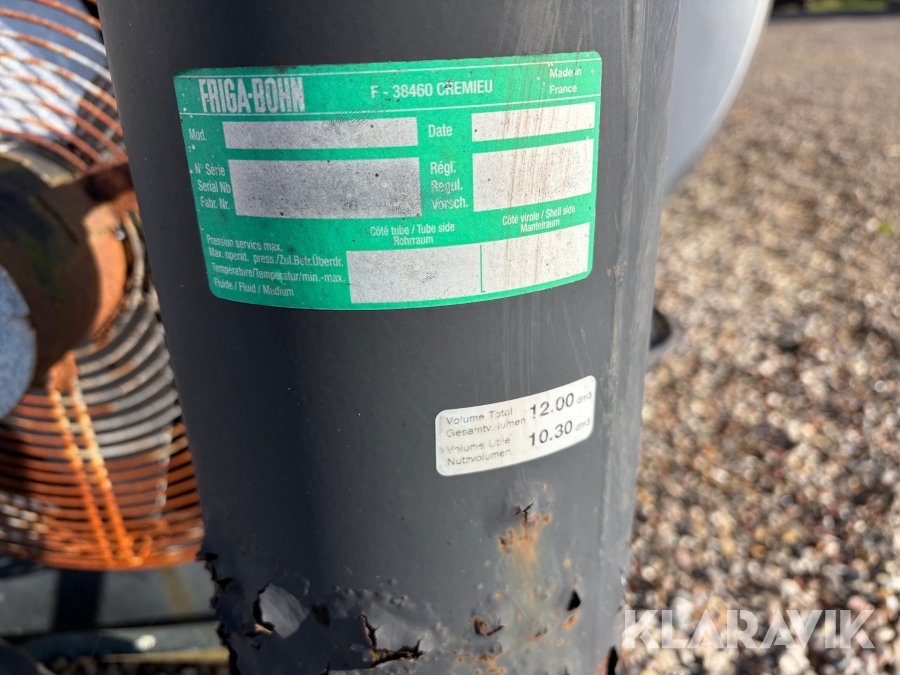 FRIGA-BOHN
F - 38460 CREMIEU
Made in
France
Mod.
Date
N° Série
Serial Nb
Fabr. Nr.
Régl.
Regul.
Vorsch.
Côté tube / Tube side
Rohrraum
Côté virole / Shell side
Mantelraum
Pression service max.
Max. operat. press./Zul.Betr.Überdr.
Température/Temperatur/min.-max.
Fluide / Fluid / Medium
Volume Total 12.00 dm3
Gesamtvolumen
Volume Utile 10.30 dm3
Nutzvolumen
KLARAVIK